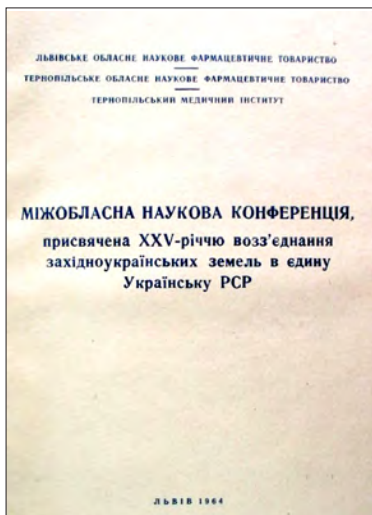 ЛЬВІВСЬКЕ ОБЛАСНЕ НАУКОВЕ ФАРМАЦЕВТИЧНЕ ТОВАРИСТВО
ТЕРНОПІЛЬСЬКЕ ОБЛАСНЕ НАУКОВЕ ФАРМАЦЕВТИЧНЕ ТОВАРИСТВО
ТЕРНОПІЛЬСЬКИЙ МЕДИЧНИЙ ІНСТИТУТ
МІЖОБЛАСНА НАУКОВА КОНФЕРЕНЦІЯ,
присвячена XXV-річчю возз'єднання
західноукраїнських земель в єдину
Українську РСР
ЛЬВІВ 1964